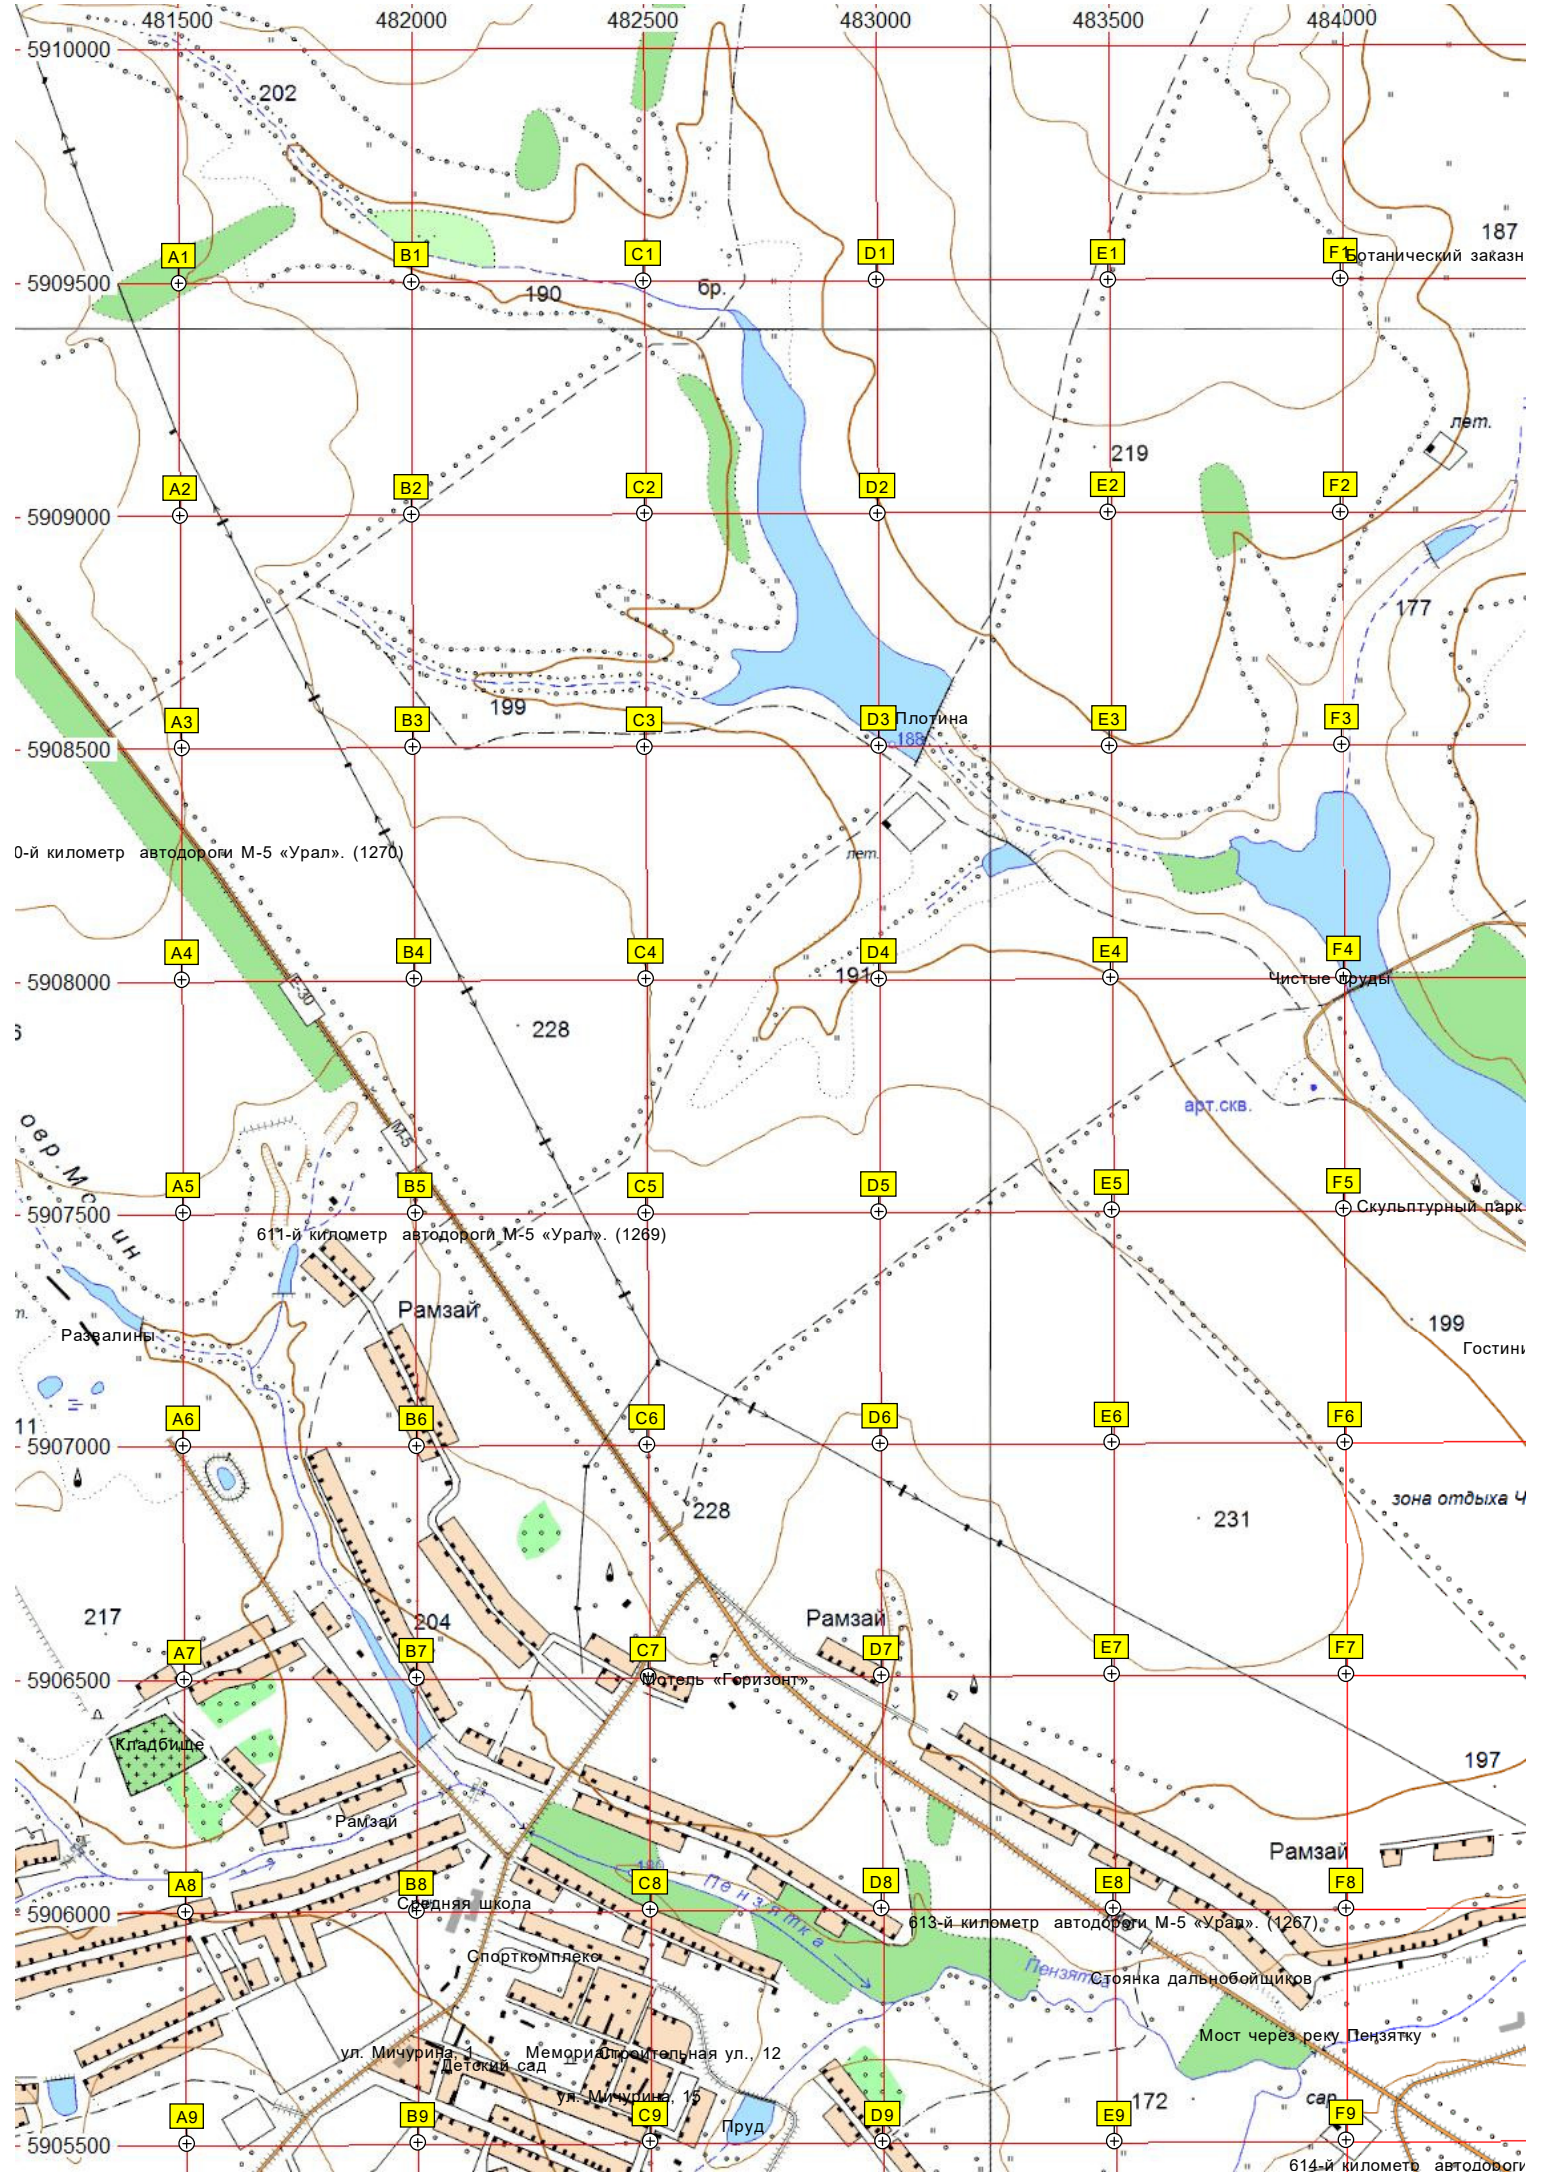 481500 482000 482500 483000 483500 484000
5910000
202
187
A1 B1 C1 D1 E1 F1
Ботанический заказн
5909500
190
бр.
лет.
219
A2 B2 C2 D2 E2 F2
5909000
177
199
A3 B3 C3 D3 E3 F3
Плотина
188
5908500
лет.
0-й километр автодороги М-5 «Урал». (1270)
A4 B4 C4 D4 E4 F4
191
Чистые пруды
5908000
E-30
228
арт.скв.
М-5
овр.
A5 B5 C5 D5 E5 F5
Скульптурный парк
5907500
611-й километр автодороги М-5 «Урал». (1269)
Рамзай
т.
Развалины
199
Гостини
A6 B6 C6 D6 E6 F6
11
5907000
зона отдыха Ч
228
231
217
204
Рамзай
A7 B7 C7 D7 E7 F7
5906500
Мотель «Горизонт»
Кладбище
197
Рамзай
Рамзай
A8 B8 C8 D8 E8 F8
Пензятка
5906000
Средняя школа
613-й километр автодороги М-5 «Урал». (1267)
Спорткомплекс
Пензятка
Стоянка дальнобойщиков
Мост через реку Пензятку
ул. Мичурина, 1
Строительная ул., 12
Детский сад
ул. Мичурина, 15
172
сар.
A9 B9 C9 D9 E9 F9
Пруд
5905500
614-й километр автодороги